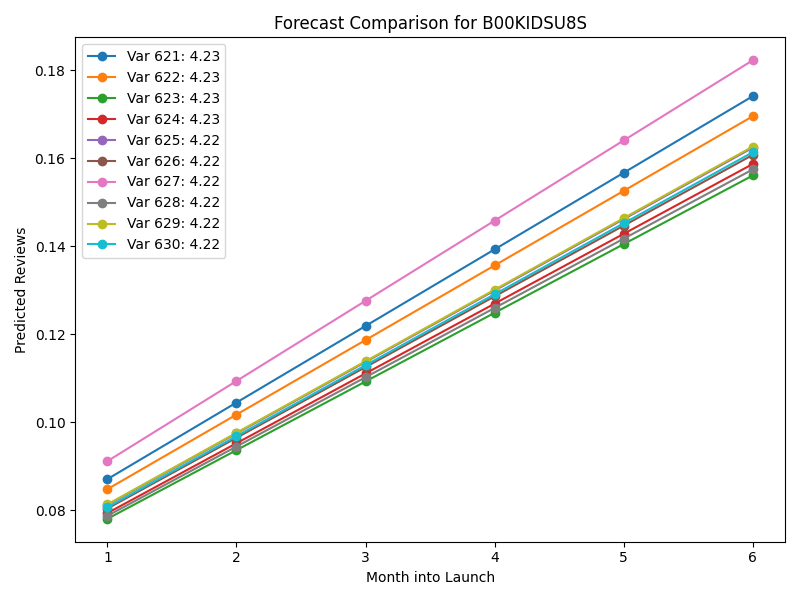 Forecast Comparison for B00KIDSU8S
Var 621: 4.23
Var 622: 4.23
Var 623: 4.23
Var 624: 4.23
Var 625: 4.22
Var 626: 4.22
Var 627: 4.22
Var 628: 4.22
Var 629: 4.22
Var 630: 4.22
Predicted Reviews
0.18
0.16
0.14
0.12
0.10
0.08
1 2 3 4 5 6
Month into Launch